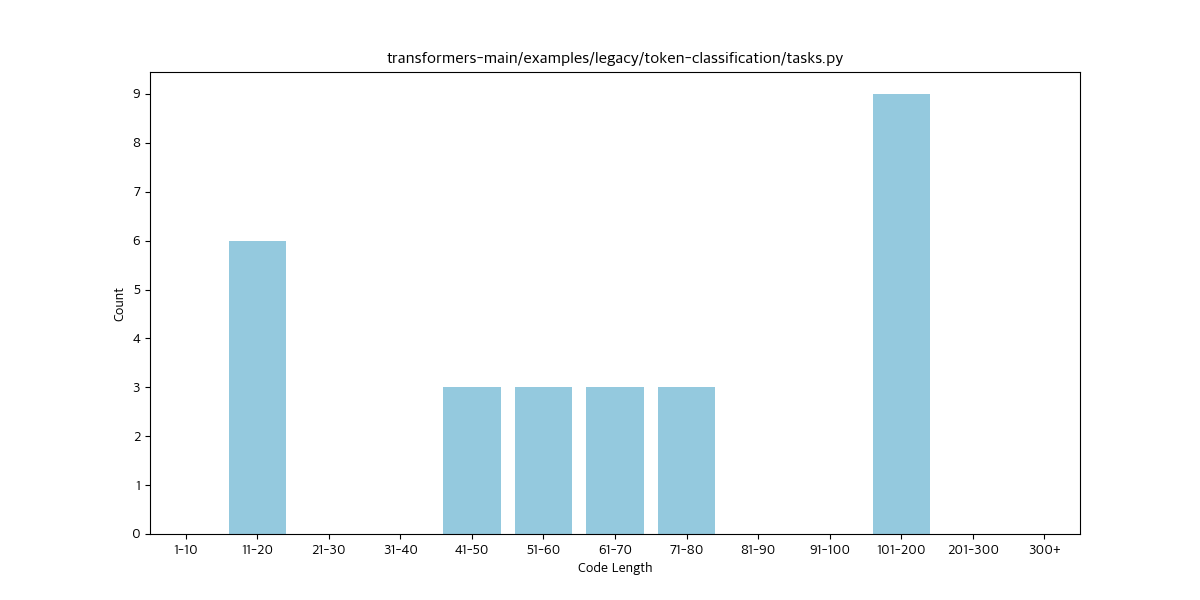 transformers-main/examples/legacy/token-classification/tasks.py
9
8
7
6
5
4
3
2
1
0
Count
1-10 11-20 21-30 31-40 41-50 51-60 61-70 71-80 81-90 91-100 101-200 201-300 300+
Code Length